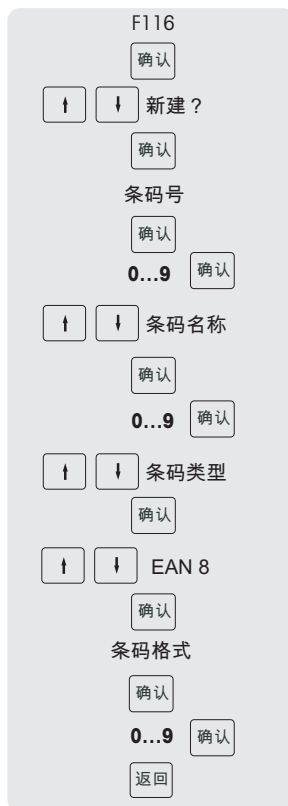 F116
确认
新建？
确认
条码号
确认
0...9 确认
条码名称
确认
0...9 确认
条码类型
确认
EAN 8
确认
条码格式
确认
0...9 确认
返回